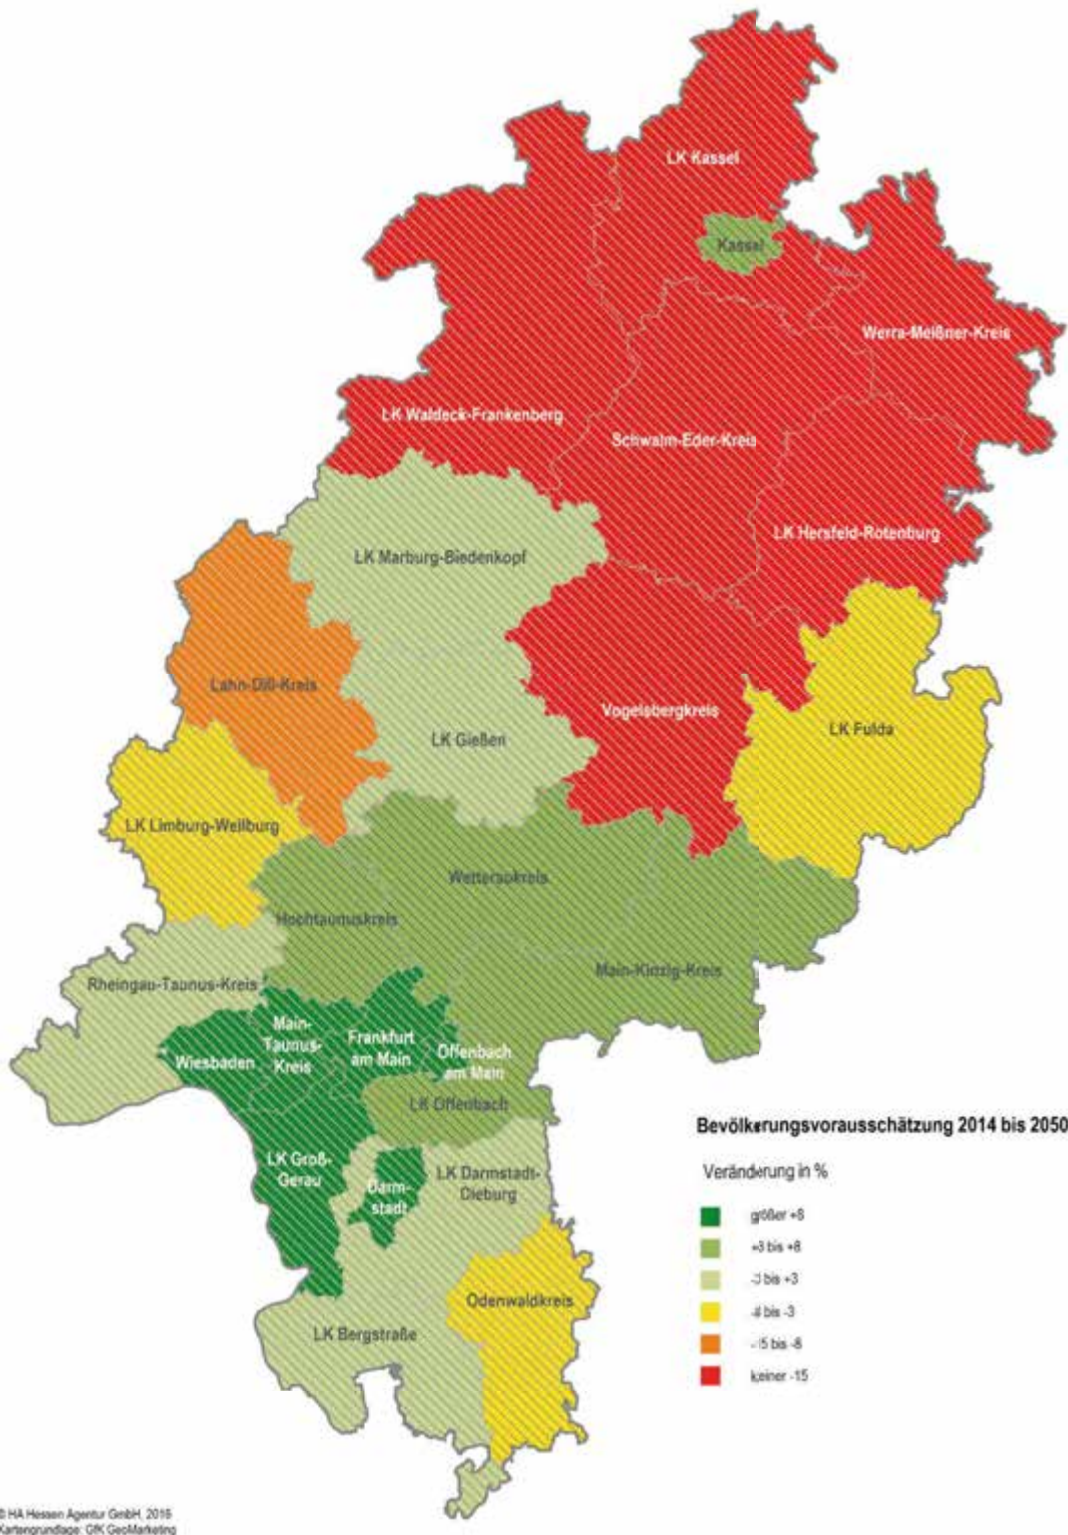 LK Kassel
Kassel
Werra-Meißner-Kreis
LK Waldeck-Frankenberg
Schwalm-Eder-Kreis
LK Hersfeld-Rotenburg
LK Marburg-Biedenkopf
Lahn-Dill-Kreis
Vogelsbergkreis
LK Fulda
LK Gießen
LK Limburg-Weilburg
Wetteraukreis
Hochtaunuskreis
Main-Kinzig-Kreis
Rheingau-Taunus-Kreis
Main-
Taunus-
Kreis
Wiesbaden
Frankfurt
am Main
Offenbach
am Main
LK Offenbach
LK Groß-
Gerau
Darm-
stadt
LK Darmstadt-
Dieburg
Odenwaldkreis
LK Bergstraße
Bevölkerungsvorausschätzung 2014 bis 2050
Veränderung in %
größer +8
+3 bis +8
-3 bis +3
-8 bis -3
-15 bis -8
kleiner -15
© HA Hessen Agentur GmbH, 2016
Kartengrundlage: GfK GeoMarketing